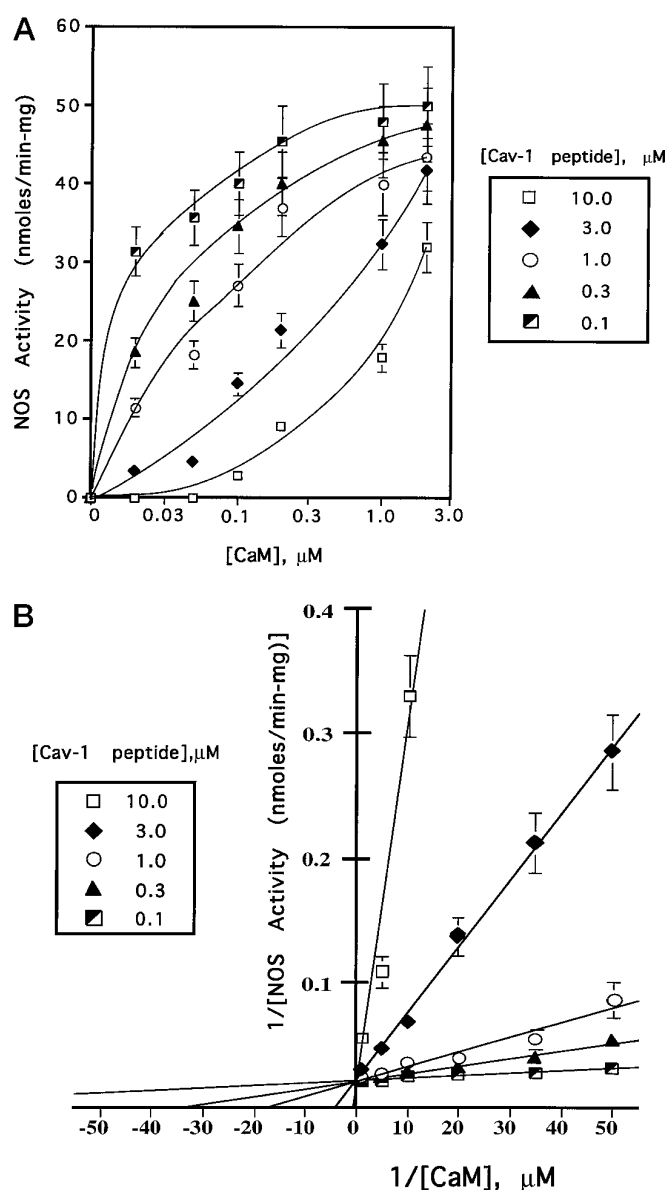 A
60
50
40
30
20
10
0
NOS Activity (nmoles/min-mg)
0 0.03 0.1 0.3 1.0 3.0
[CaM], μM
[Cav-1 peptide], μM
10.0
3.0
1.0
0.3
0.1
B
[Cav-1 peptide],μM
10.0
3.0
1.0
0.3
0.1
0.4
0.3
0.2
0.1
1/[NOS Activity (nmoles/min-mg)]
-50 -40 -30 -20 -10 0 10 20 30 40 50
1/[CaM], μM